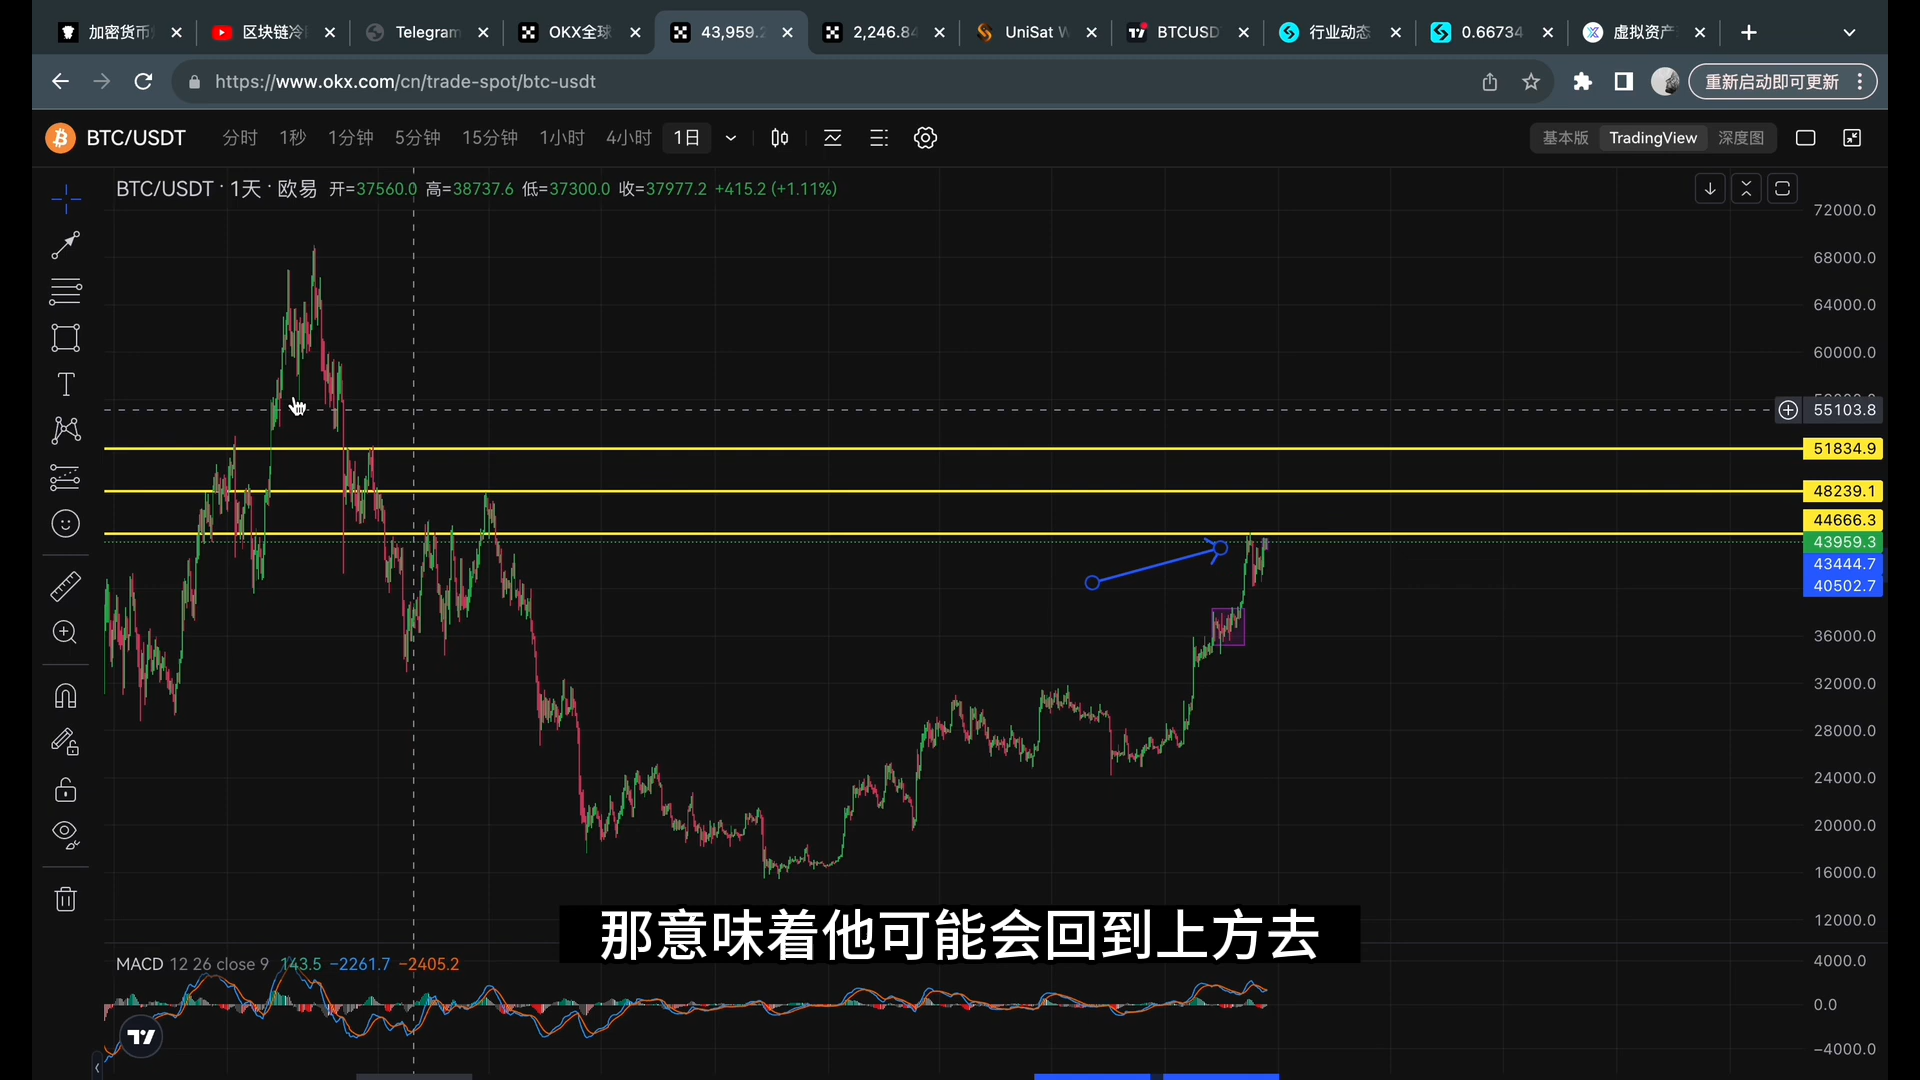 加密货币
区块链冷
Telegram
OKX全球
43,959.2
2,246.84
UniSat W
BTCUSD
行业动态
0.66734
虚拟资产
https://www.okx.com/cn/trade-spot/btc-usdt
重新启动即可更新
BTC/USDT 分时 1秒 1分钟 5分钟 15分钟 1小时 4小时 1日
基本版 TradingView 深度图
BTC/USDT · 1天 · 欧易 开=37560.0 高=38737.6 低=37300.0 收=37977.2 +415.2 (+1.11%)
72000.0
68000.0
64000.0
60000.0
55103.8
51834.9
48239.1
44666.3
43959.3
43444.7
40502.7
36000.0
32000.0
28000.0
24000.0
20000.0
16000.0
12000.0
那意味着他可能会回到上方去
MACD 12 26 close 9 143.5 −2261.7 −2405.2
4000.0
0.0
−4000.0